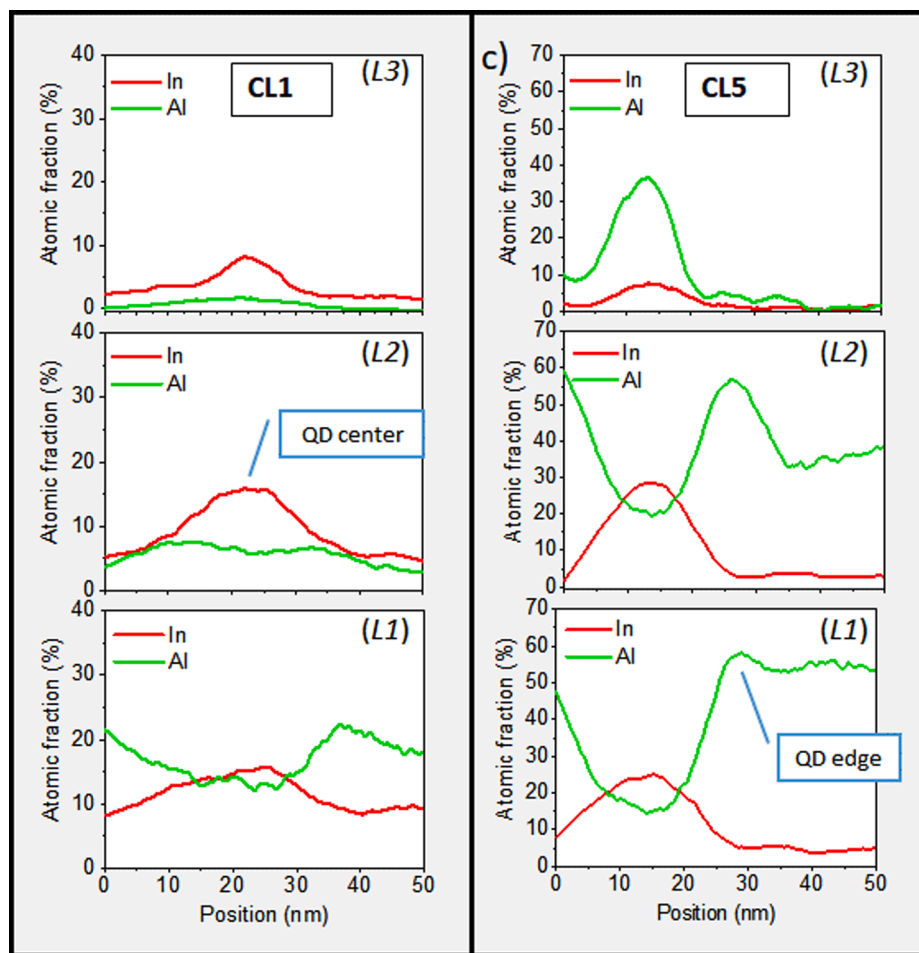 Atomic fraction (%)
40
30
20
10
0
In
Al
CL1
(L3)
Atomic fraction (%)
40
30
20
10
0
In
Al
(L2)
QD center
Atomic fraction (%)
40
30
20
10
0
In
Al
(L1)
0 10 20 30 40 50
Position (nm)
c)
Atomic fraction (%)
70
60
50
40
30
20
10
0
In
Al
CL5
(L3)
Atomic fraction (%)
70
60
50
40
30
20
10
0
In
Al
(L2)
Atomic fraction (%)
70
60
50
40
30
20
10
0
In
Al
(L1)
QD edge
0 10 20 30 40 50
Position (nm)